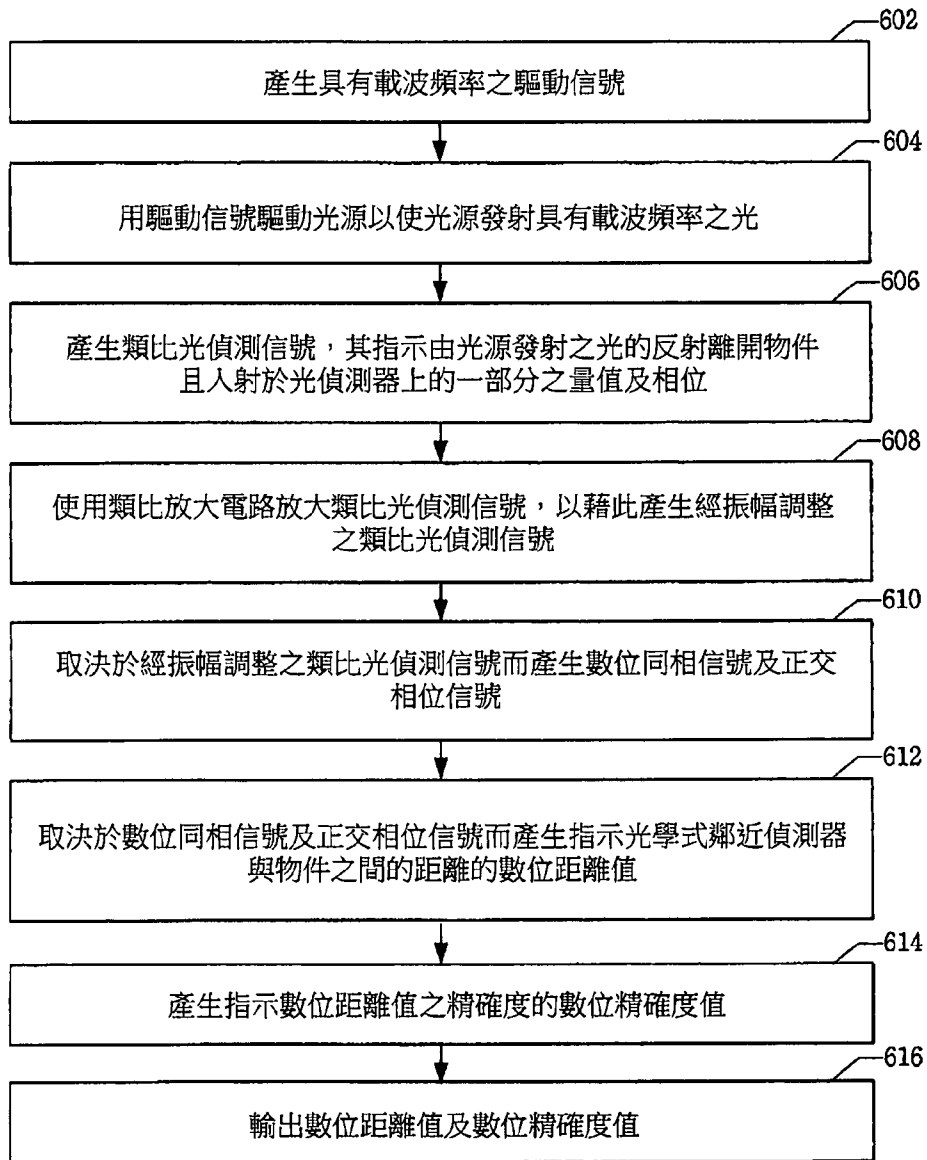 602
產生具有載波頻率之驅動信號
604
用驅動信號驅動光源以使光源發射具有載波頻率之光
606
產生類比光偵測信號，其指示由光源發射之光的反射離開物件
且入射於光偵測器上的一部分之量值及相位
608
使用類比放大電路放大類比光偵測信號，以藉此產生經振幅調整
之類比光偵測信號
610
取決於經振幅調整之類比光偵測信號而產生數位同相信號及正交
相位信號
612
取決於數位同相信號及正交相位信號而產生指示光學式鄰近偵測器
與物件之間的距離的數位距離值
614
產生指示數位距離值之精確度的數位精確度值
616
輸出數位距離值及數位精確度值